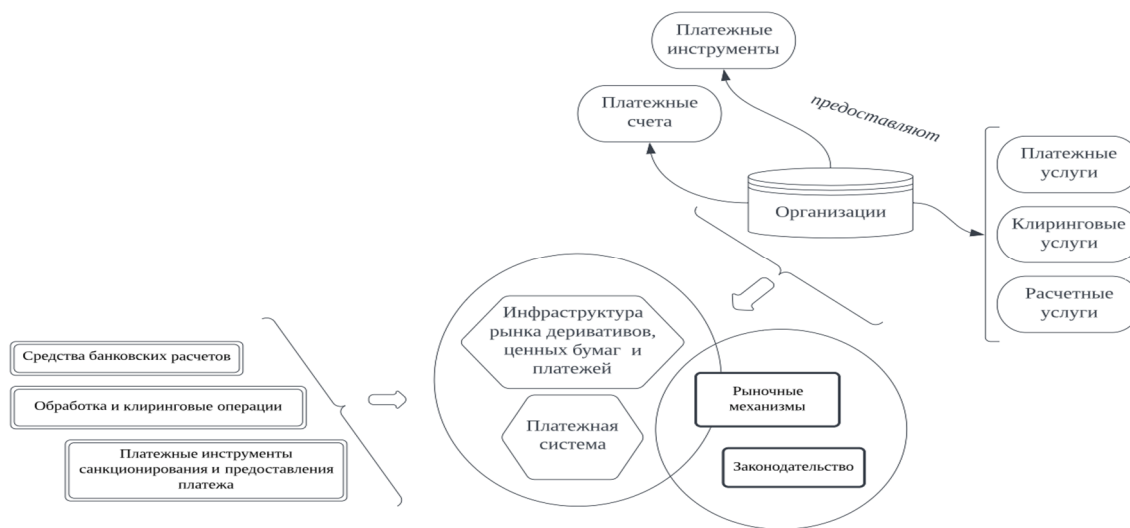 Платежные
инструменты
Платежные
счета
предоставляют
Организации
Платежные
услуги
Клиринговые
услуги
Расчетные
услуги
Инфраструктура
рынка деривативов,
ценных бумаг и
платежей
Платежная
система
Рыночные
механизмы
Законодательство
Средства банковских расчетов
Обработка и клиринговые операции
Платежные инструменты
санкционирования и предоставления
платежа